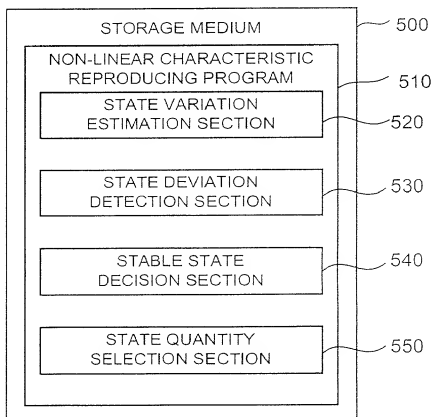 STORAGE MEDIUM
500
NON-LINEAR CHARACTERISTIC
REPRODUCING PROGRAM
510
STATE VARIATION
ESTIMATION SECTION
520
STATE DEVIATION
DETECTION SECTION
530
STABLE STATE
DECISION SECTION
540
STATE QUANTITY
SELECTION SECTION
550